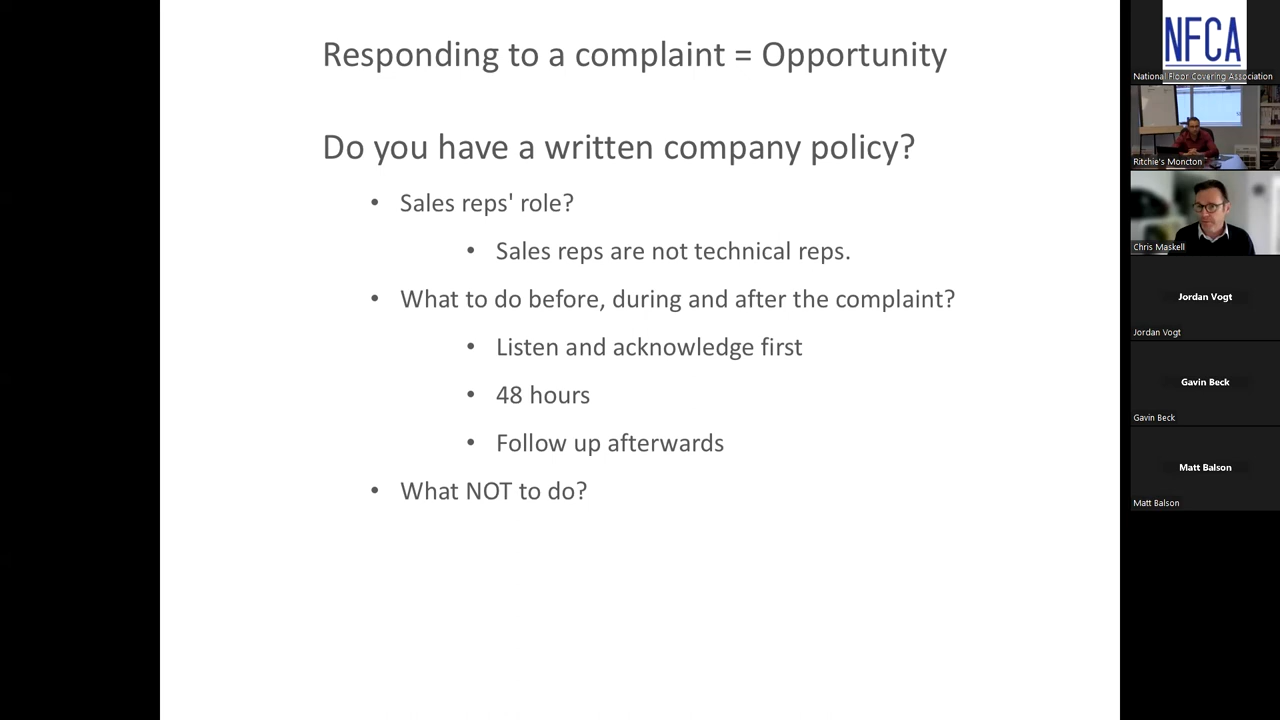 Responding to a complaint = Opportunity
Do you have a written company policy?
• Sales reps' role?
• Sales reps are not technical reps.
• What to do before, during and after the complaint?
• Listen and acknowledge first
• 48 hours
• Follow up afterwards
• What NOT to do?
NFCA
National Floor Covering Association
Ritchie's Moncton
Chris Maskell
Jordan Vogt
Jordan Vogt
Gavin Beck
Gavin Beck
Matt Balson
Matt Balson